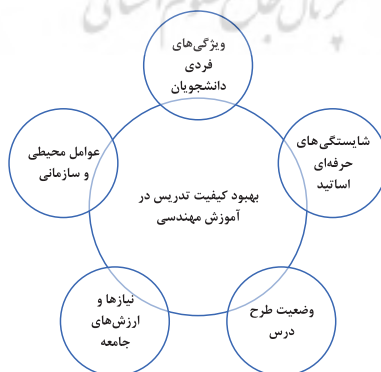 ویژگی‌های
فردی
دانشجویان
شایستگی‌های
حرفه‌ای
اساتید
عوامل محیطی
و سازمانی
بهبود کیفیت تدریس در
آموزش مهندسی
نیازها و
ارزش‌های
جامعه
وضعیت طرح
درس